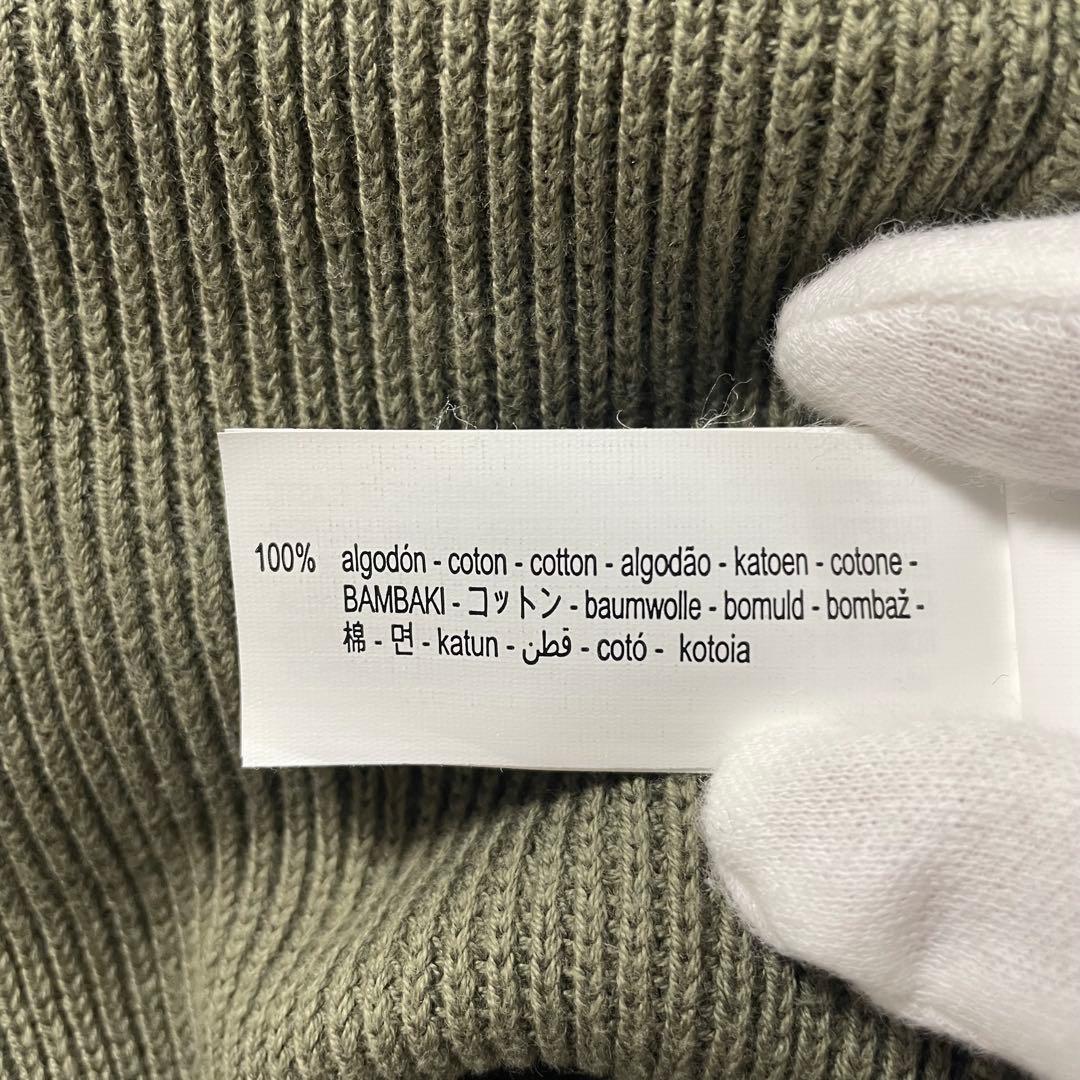 100% algodón - coton - cotton - algodão - katoen - cotone -
BAMBAKI - コットン - baumwolle - bomuld - bombaž -
棉 - 면 - katun - قطن - cotó - kotoia